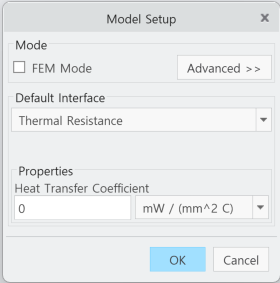 Model Setup
Mode
FEM Mode
Advanced >>
Default Interface
Thermal Resistance
Properties
Heat Transfer Coefficient
0
mW / (mm^2 C)
OK
Cancel